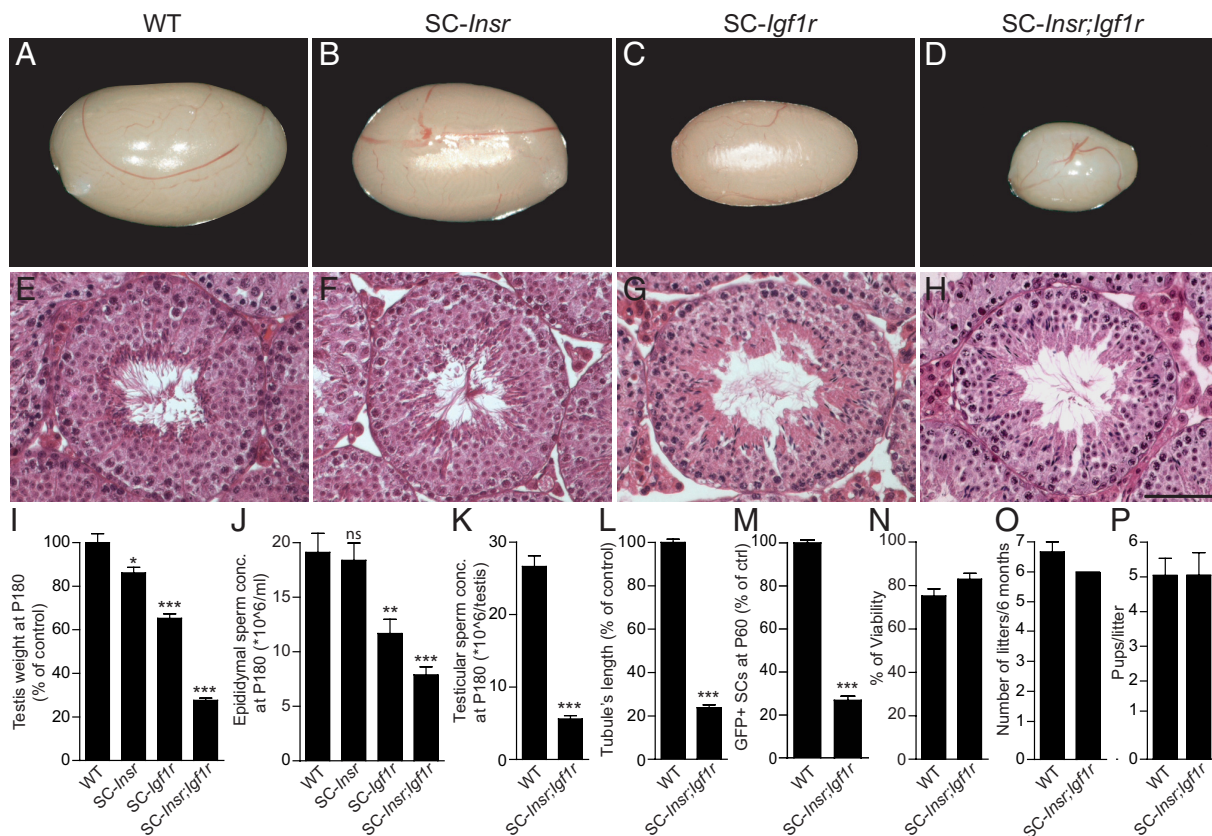 WT SC-Insr SC-Igf1r SC-Insr;Igf1r
A B C D
E F G H
I J K L M N O P
Testis weight at P180
(% of control)
100
80
60
40
20
0
*
***
***
WT
SC-Insr
SC-Igf1r
SC-Insr;Igf1r
Epididymal sperm conc.
at P180 (*10^6/ml)
20
15
10
5
0
ns
**
***
WT
SC-Insr
SC-Igf1r
SC-Insr;Igf1r
Testicular sperm conc.
at P180 (*10^6/testis)
30
20
10
0
***
WT
SC-Insr;Igf1r
Tubule's length (% of control)
100
80
60
40
20
0
***
WT
SC-Insr;Igf1r
GFP+ SCs at P60 (% of ctrl)
100
80
60
40
20
0
***
WT
SC-Insr;Igf1r
% of Viability
100
80
60
40
20
0
WT
SC-Insr;Igf1r
Number of litters/6 months
7
6
5
4
3
2
1
0
WT
SC-Insr;Igf1r
Pups/litter
6
5
4
3
2
1
.
WT
SC-Insr;Igf1r